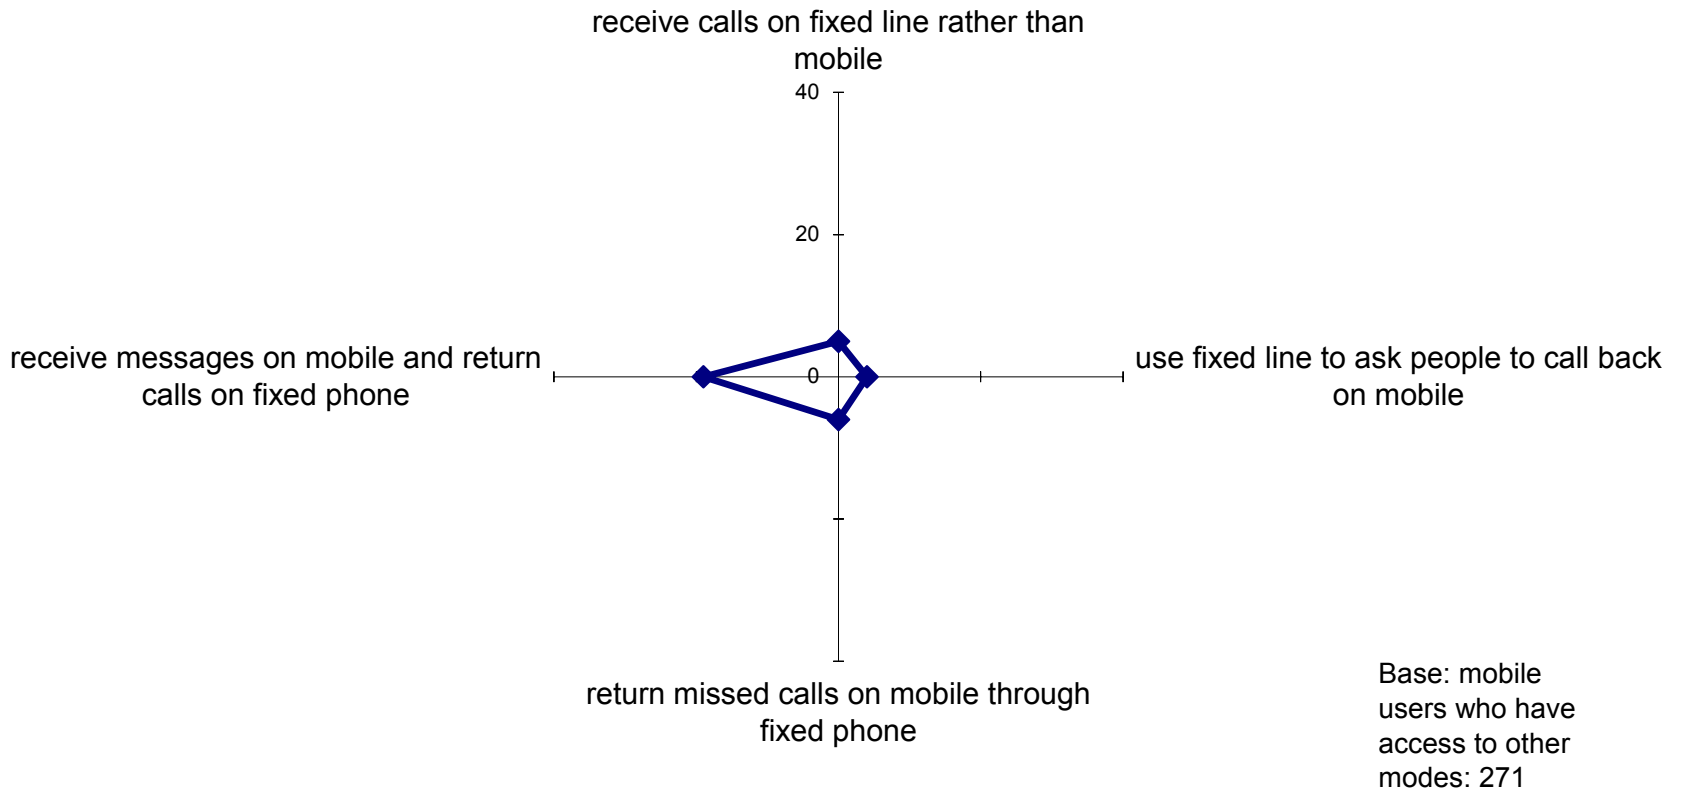 receive calls on fixed line rather than
mobile
40
20
receive messages on mobile and return
calls on fixed phone
0
use fixed line to ask people to call back
on mobile
return missed calls on mobile through
fixed phone
Base: mobile
users who have
access to other
modes: 271